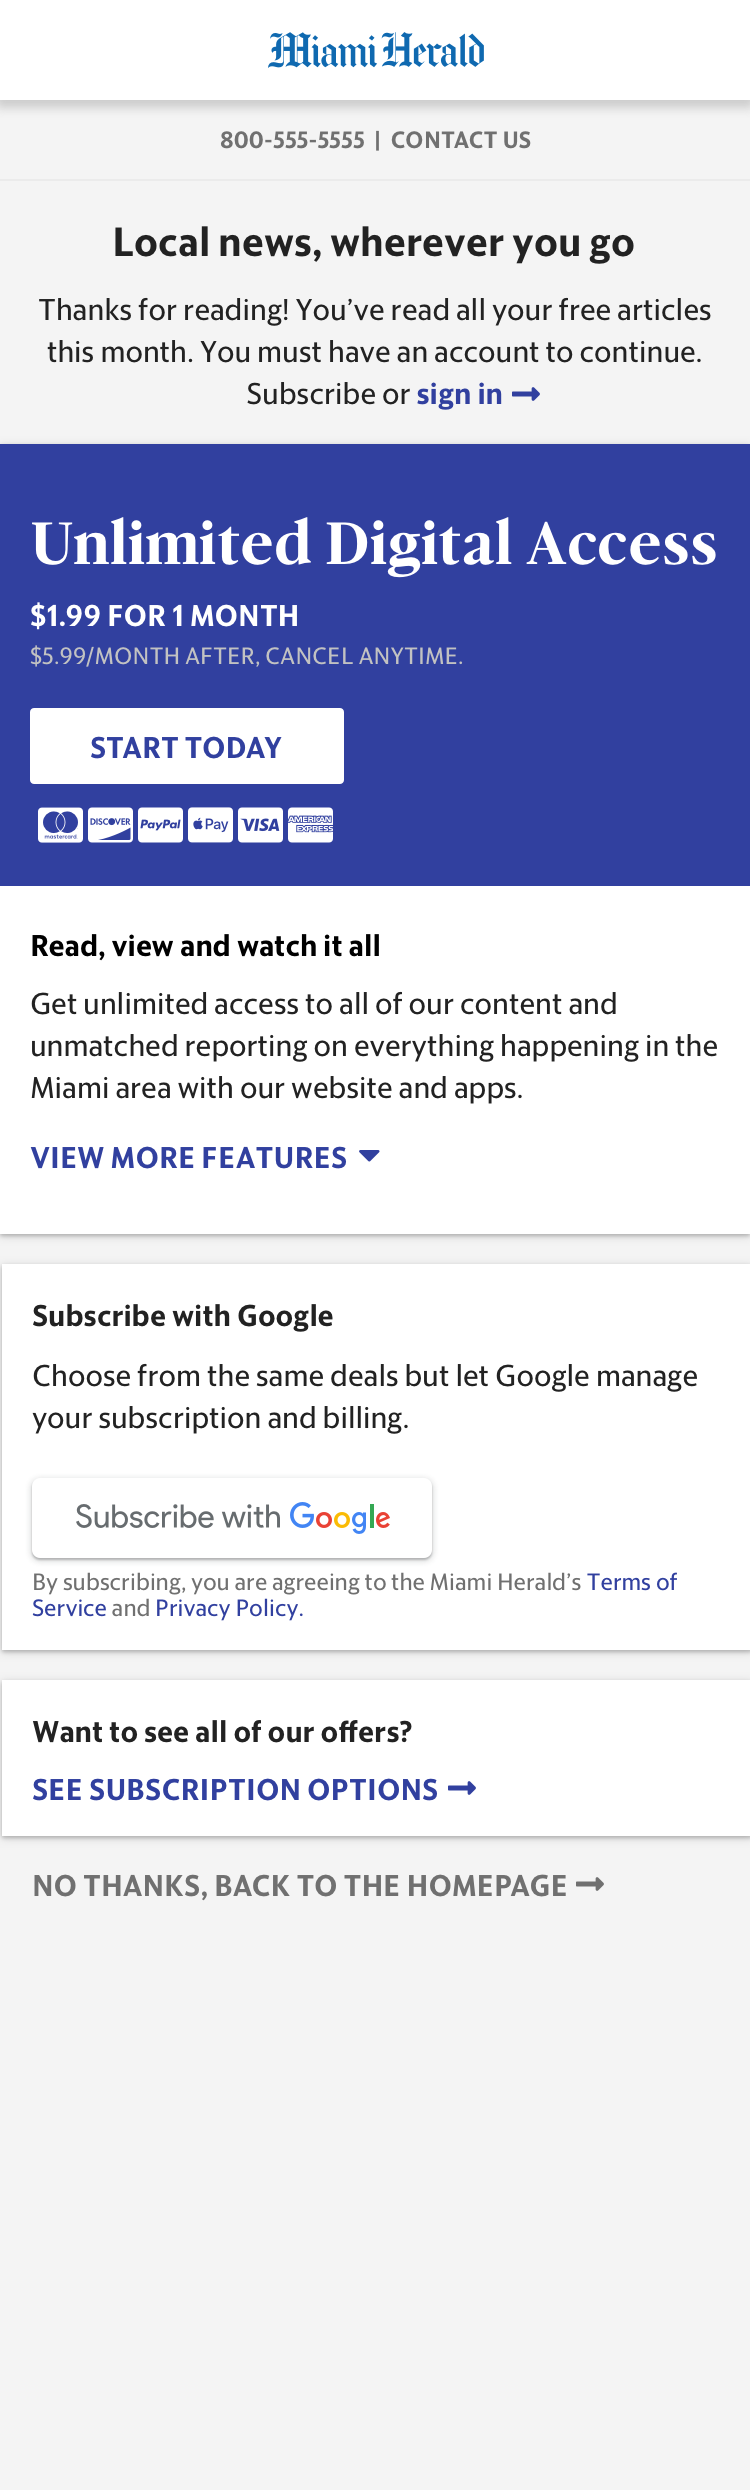 Miami Herald
800-555-5555 | CONTACT US
Local news, wherever you go
Thanks for reading! You’ve read all your free articles
this month. You must have an account to continue.
Subscribe or sign in
Unlimited Digital Access
$1.99 FOR 1 MONTH
$5.99/MONTH AFTER, CANCEL ANYTIME.
START TODAY
mastercard DISCOVER PayPal Pay VISA AMERICAN EXPRESS
Read, view and watch it all
Get unlimited access to all of our content and
unmatched reporting on everything happening in the
Miami area with our website and apps.
VIEW MORE FEATURES
Subscribe with Google
Choose from the same deals but let Google manage
your subscription and billing.
Subscribe with Google
By subscribing, you are agreeing to the Miami Herald’s Terms of
Service and Privacy Policy.
Want to see all of our offers?
SEE SUBSCRIPTION OPTIONS
NO THANKS, BACK TO THE HOMEPAGE